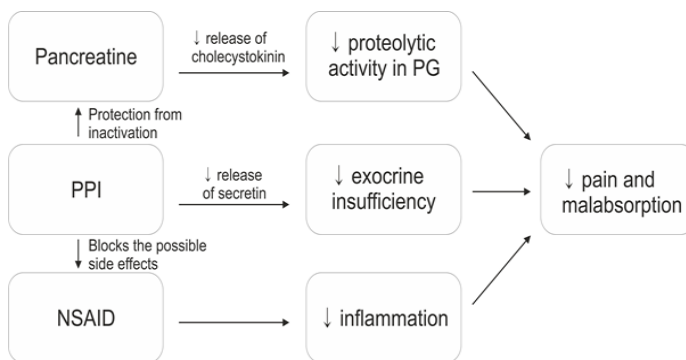 Pancreatine
↓ release of
cholecystokinin
↓ proteolytic
activity in PG
Protection from
inactivation
PPI
↓ release
of secretin
↓ exocrine
insufficiency
↓ pain and
malabsorption
Blocks the possible
side effects
NSAID
↓ inflammation